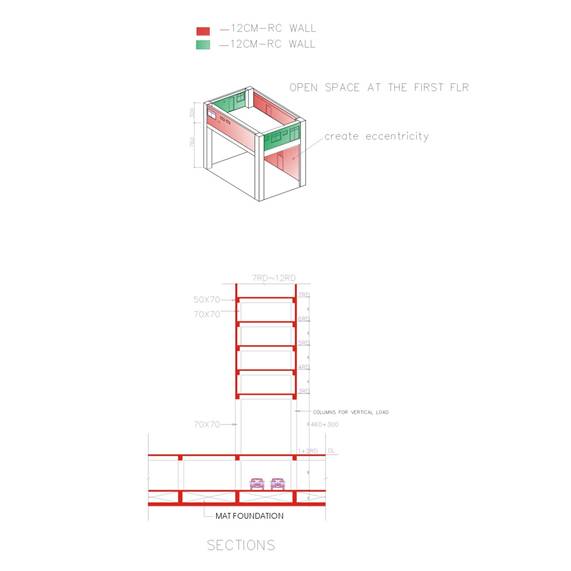 12CM-RC WALL
12CM-RC WALL
OPEN SPACE AT THE FIRST FLR
create eccentricity
7RD~12RD
50X70
70X70
COLUMNS FOR VERTICAL LOAD
70X70
MAT FOUNDATION
SECTIONS